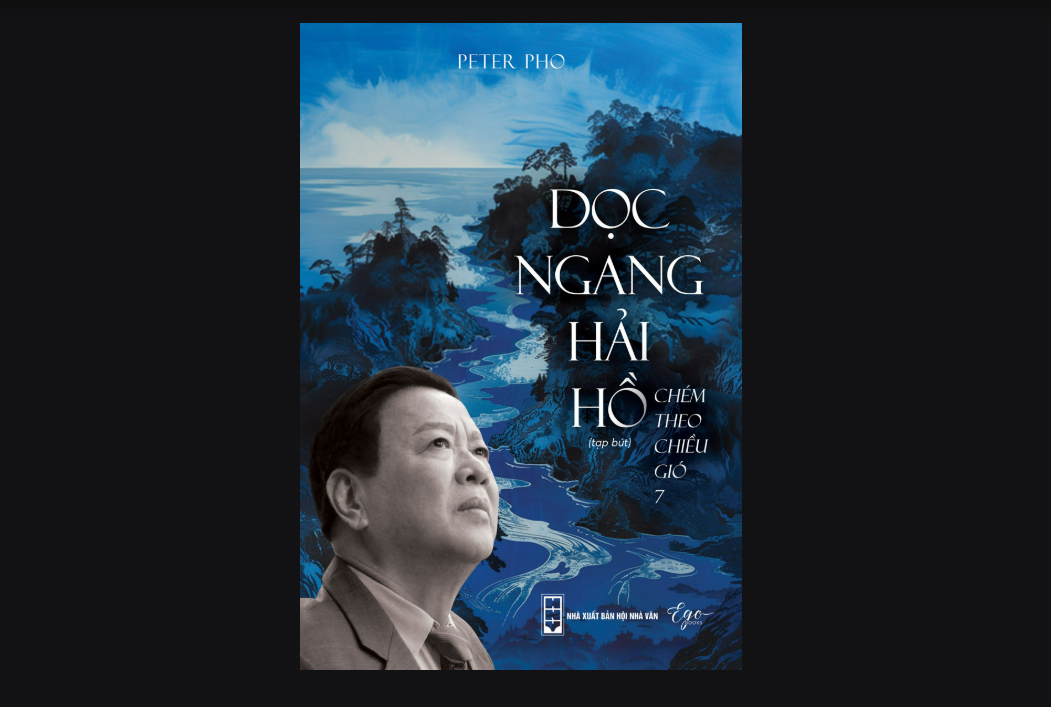 PETER PHO
DỌC
NGANG
HẢI
HỒ
(tạp bút)
CHÉM
THEO
CHIỀU
GIÓ
7
NHÀ XUẤT BẢN HỘI NHÀ VĂN
Ego
BOOKS